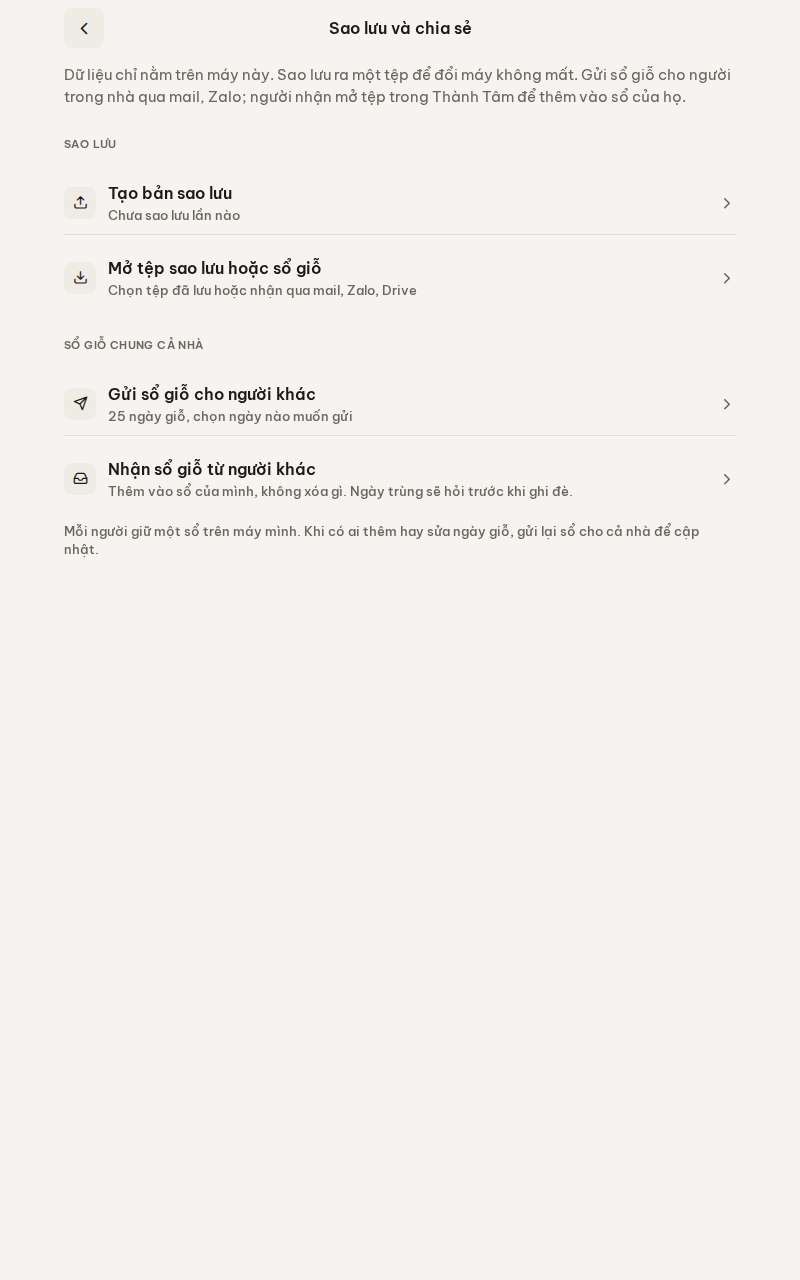 Sao lưu và chia sẻ
Dữ liệu chỉ nằm trên máy này. Sao lưu ra một tệp để đổi máy không mất. Gửi sổ giỗ cho người
trong nhà qua mail, Zalo; người nhận mở tệp trong Thành Tâm để thêm vào sổ của họ.
SAO LƯU
Tạo bản sao lưu
Chưa sao lưu lần nào
Mở tệp sao lưu hoặc sổ giỗ
Chọn tệp đã lưu hoặc nhận qua mail, Zalo, Drive
SỔ GIỖ CHUNG CẢ NHÀ
Gửi sổ giỗ cho người khác
25 ngày giỗ, chọn ngày nào muốn gửi
Nhận sổ giỗ từ người khác
Thêm vào sổ của mình, không xóa gì. Ngày trùng sẽ hỏi trước khi ghi đè.
Mỗi người giữ một sổ trên máy mình. Khi có ai thêm hay sửa ngày giỗ, gửi lại sổ cho cả nhà để cập
nhật.